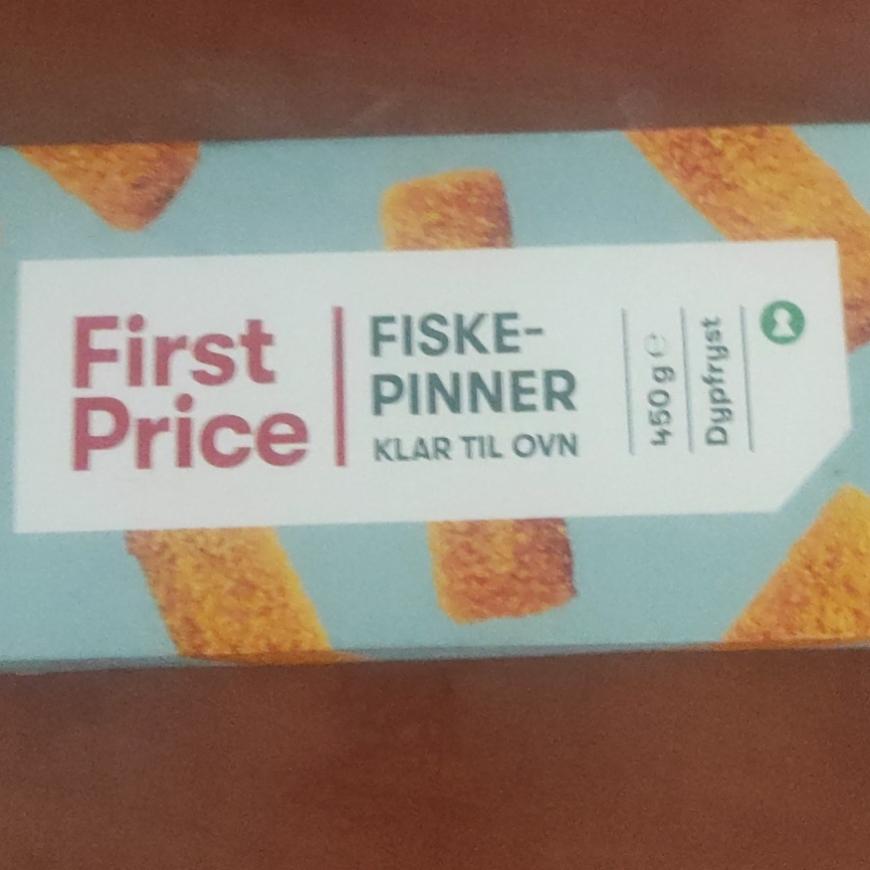 First
Price
FISKE-
PINNER
KLAR TIL OVN
450 g ℮
Dypfryst